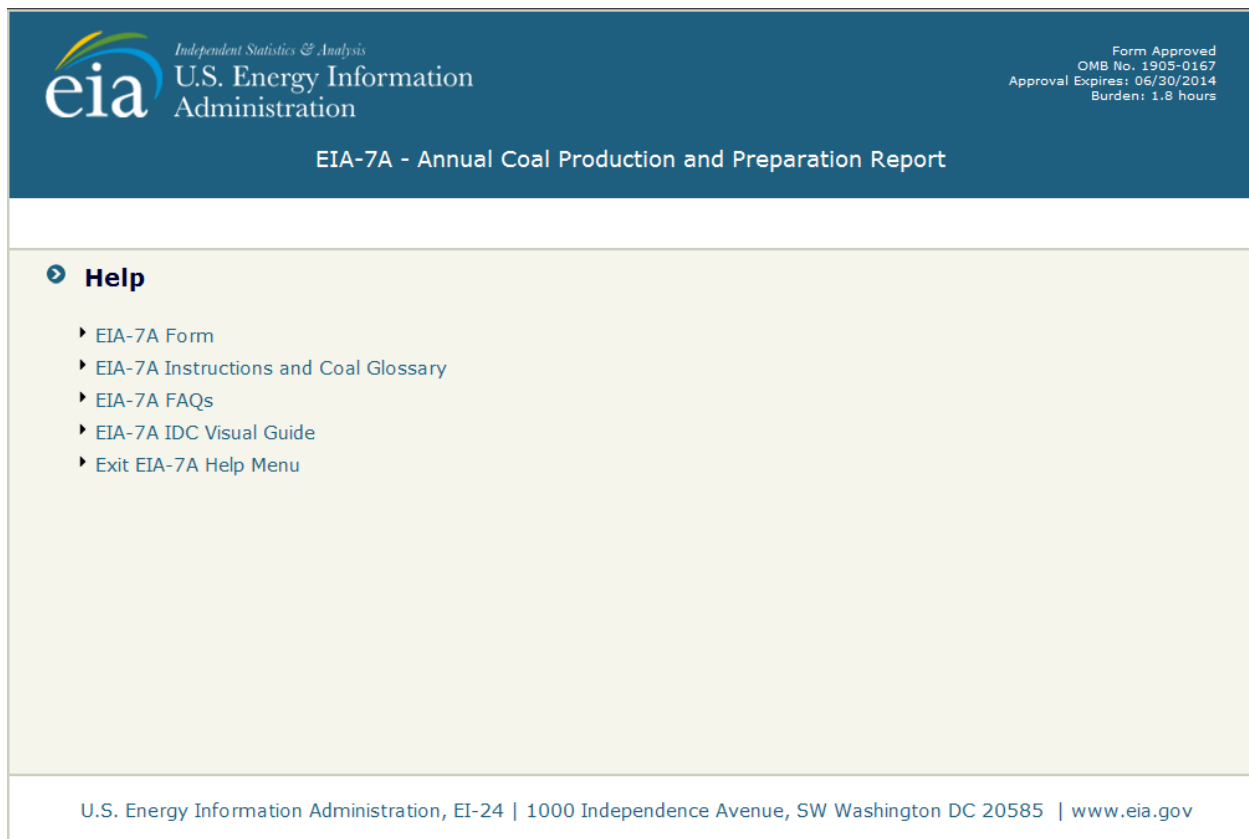 eia
Independent Statistics & Analysis
U.S. Energy Information
Administration
Form Approved
OMB No. 1905-0167
Approval Expires: 06/30/2014
Burden: 1.8 hours
EIA-7A - Annual Coal Production and Preparation Report
Help
EIA-7A Form
EIA-7A Instructions and Coal Glossary
EIA-7A FAQs
EIA-7A IDC Visual Guide
Exit EIA-7A Help Menu
U.S. Energy Information Administration, EI-24 | 1000 Independence Avenue, SW Washington DC 20585 | www.eia.gov